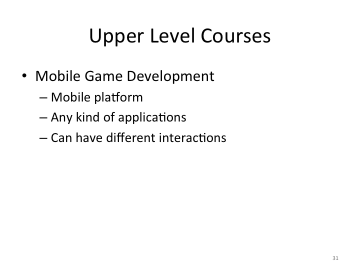 Upper Level Courses
• Mobile Game Development
– Mobile platform
– Any kind of applications
– Can have different interactions
31